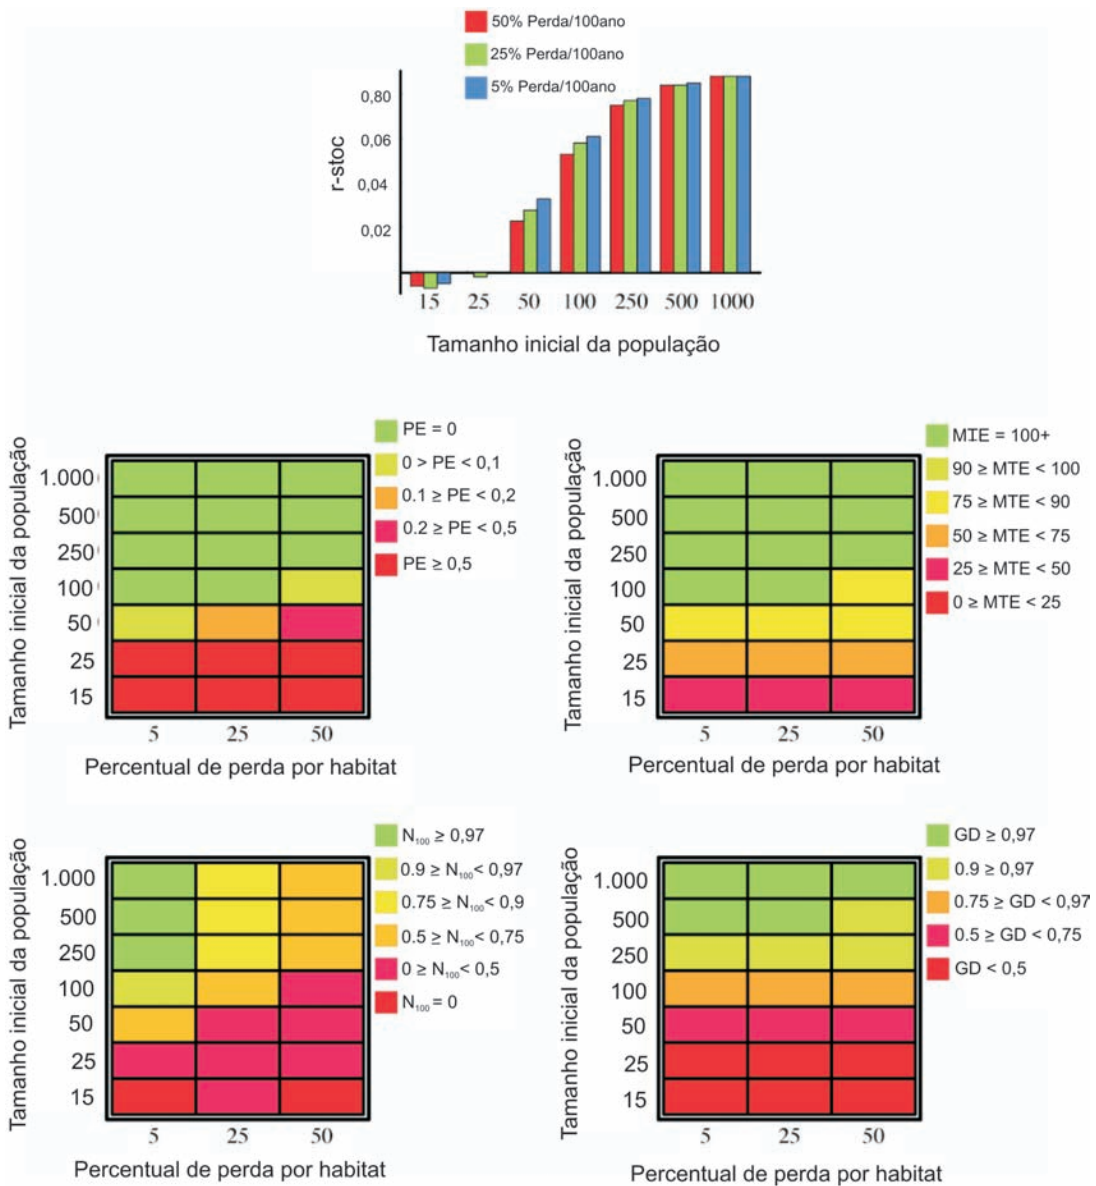 50% Perda/100ano
25% Perda/100ano
5% Perda/100ano
r-stoc
0,80
0,06
0,04
0,02
15 25 50 100 250 500 1000
Tamanho inicial da população
Tamanho inicial da população
1.000
500
250
100
50
25
15
5 25 50
Percentual de perda por habitat
PE = 0
0 > PE < 0,1
0.1 ≥ PE < 0,2
0.2 ≥ PE < 0,5
PE ≥ 0,5
Tamanho inicial da população
1.000
500
250
100
50
25
15
5 25 50
Percentual de perda por habitat
MTE = 100+
90 ≥ MTE < 100
75 ≥ MTE < 90
50 ≥ MTE < 75
25 ≥ MTE < 50
0 ≥ MTE < 25
Tamanho inicial da população
1.000
500
250
100
50
25
15
5 25 50
Percentual de perda por habitat
N₁₀₀ ≥ 0,97
0.9 ≥ N₁₀₀ < 0,97
0.75 ≥ N₁₀₀ < 0,9
0.5 ≥ N₁₀₀ < 0,75
0 ≥ N₁₀₀ < 0,5
N₁₀₀ = 0
Tamanho inicial da população
1.000
500
250
100
50
25
15
5 25 50
Percentual de perda por habitat
GD ≥ 0,97
0.9 ≥ 0,97
0.75 ≥ GD < 0,97
0.5 ≥ GD < 0,75
GD < 0,5